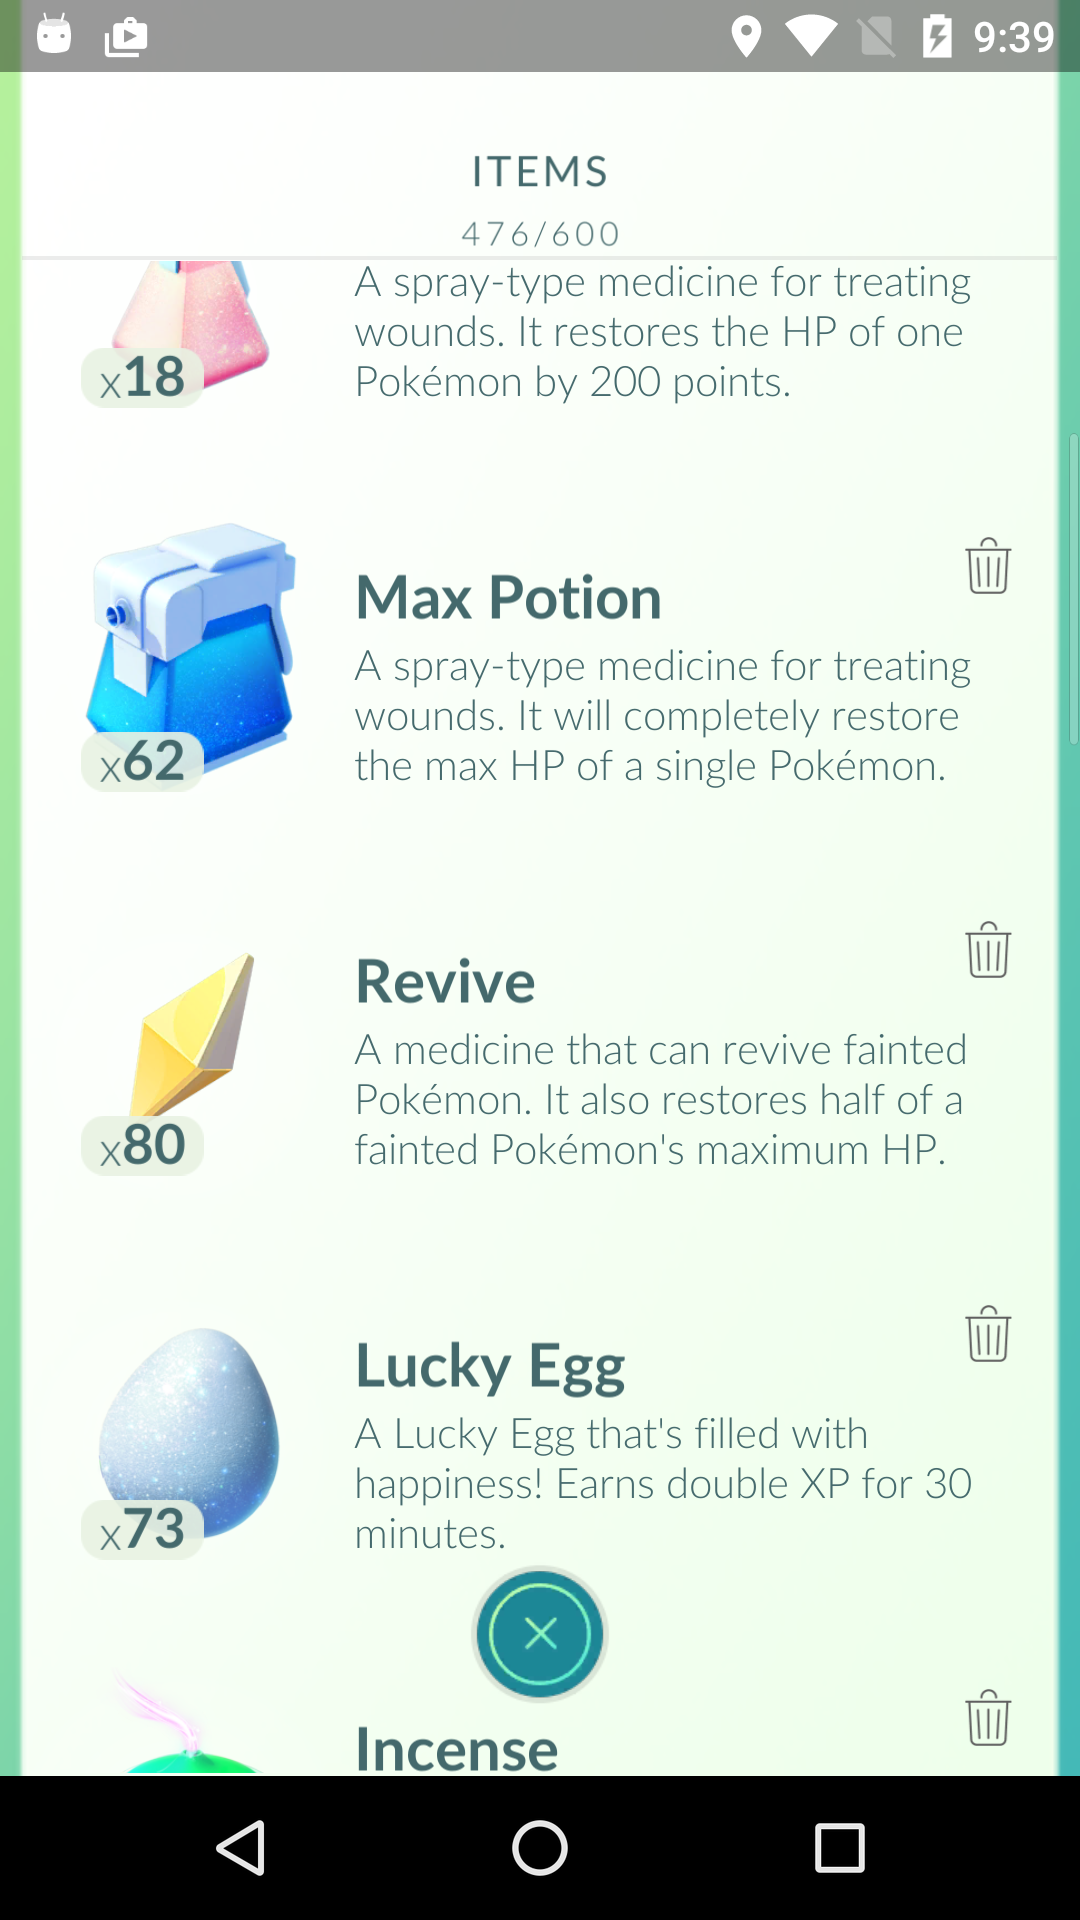 9:39
ITEMS
476/600
A spray-type medicine for treating
wounds. It restores the HP of one
Pokémon by 200 points.
x18
Max Potion
A spray-type medicine for treating
wounds. It will completely restore
the max HP of a single Pokémon.
x62
Revive
A medicine that can revive fainted
Pokémon. It also restores half of a
fainted Pokémon's maximum HP.
x80
Lucky Egg
A Lucky Egg that's filled with
happiness! Earns double XP for 30
minutes.
x73
Incense